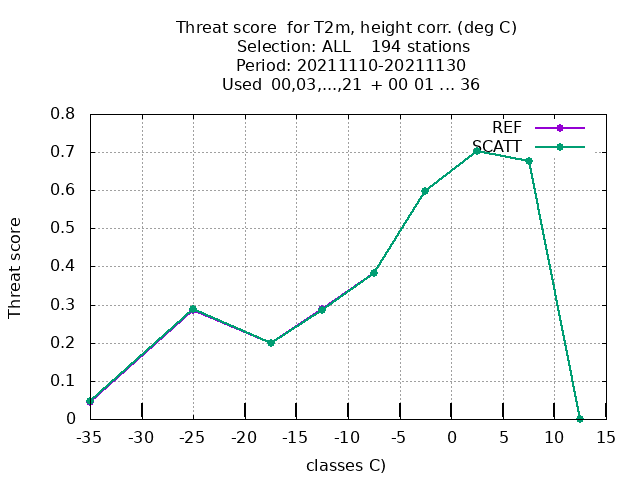 Threat score  for T2m, height corr. (deg C)
Selection: ALL    194 stations
Period: 20211110-20211130
Used  00,03,...,21  + 00 01 ... 36
REF
SCATT
Threat score
0.8
0.7
0.6
0.5
0.4
0.3
0.2
0.1
0
-35 -30 -25 -20 -15 -10 -5 0 5 10 15
classes C)